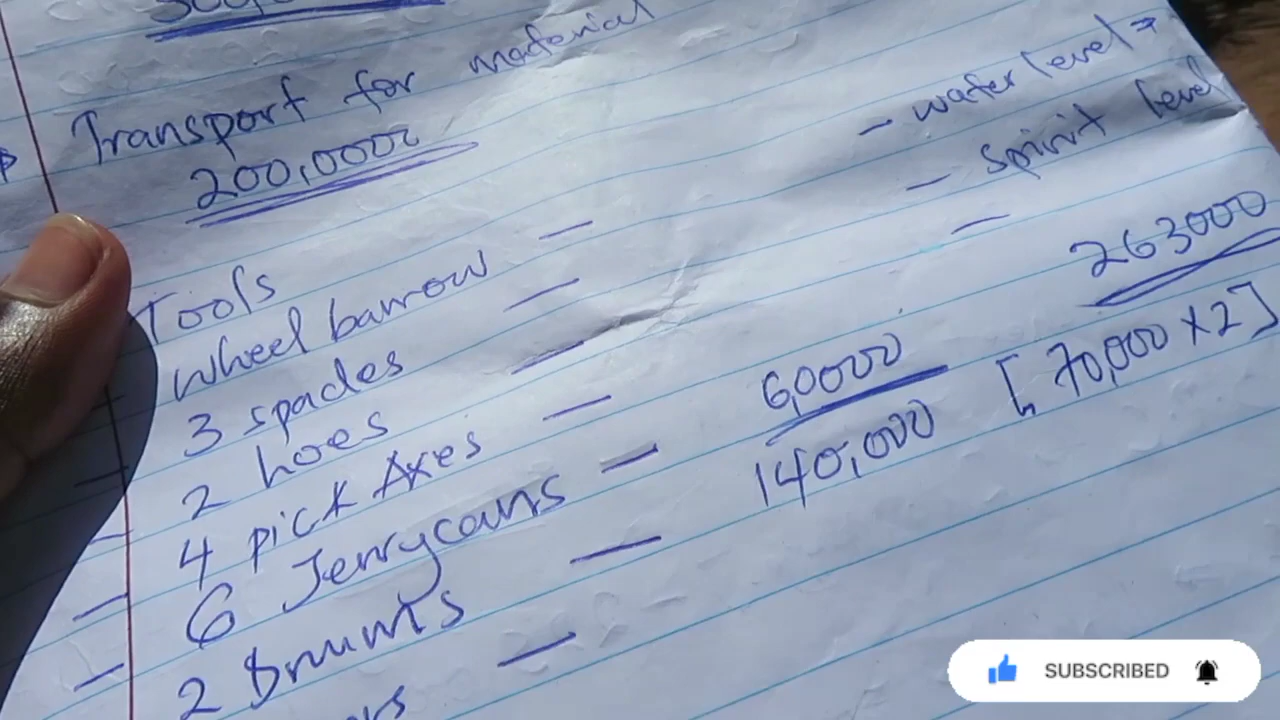 Transport for material
200,0000
- water level =
- spirit level
-
Tools
wheel barrow -
3 spades -
2 hoes -
4 pick Axes -
263000
6 Jerrycans - 60000
2 Drums - 140,000 [70,000 x 2]
-
SUBSCRIBED